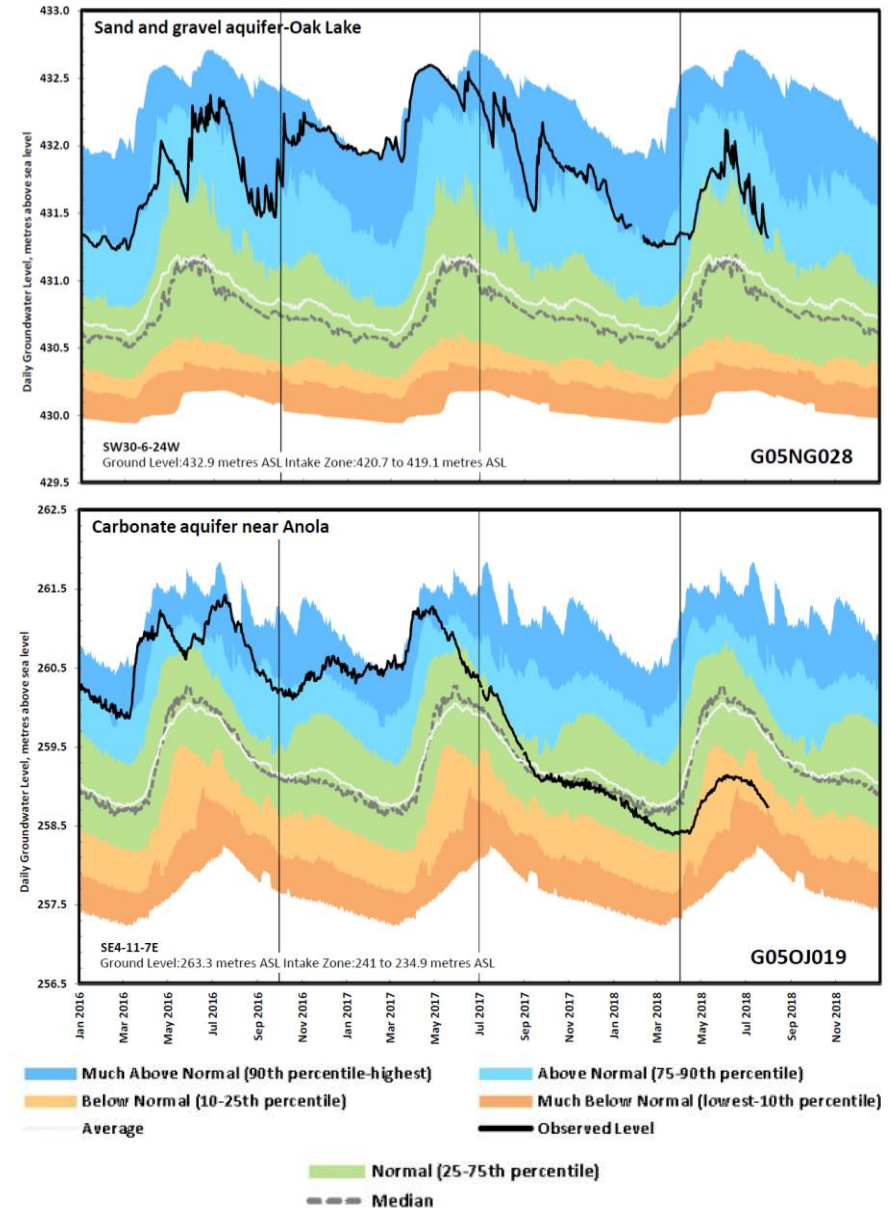 Sand and gravel aquifer-Oak Lake
Daily Groundwater Level, metres above sea level
433.0
432.5
432.0
431.5
431.0
430.5
430.0
429.5
SW30-6-24W
Ground Level:432.9 metres ASL Intake Zone:420.7 to 419.1 metres ASL
G05NG028
Carbonate aquifer near Anola
Daily Groundwater Level, metres above sea level
262.5
261.5
260.5
259.5
258.5
257.5
256.5
SE4-11-7E
Ground Level:263.3 metres ASL Intake Zone:241 to 234.9 metres ASL
G05OJ019
Jan 2016
Mar 2016
May 2016
Jul 2016
Sep 2016
Nov 2016
Jan 2017
Mar 2017
May 2017
Jul 2017
Sep 2017
Nov 2017
Jan 2018
Mar 2018
May 2018
Jul 2018
Sep 2018
Nov 2018
Much Above Normal (90th percentile-highest)
Above Normal (75-90th percentile)
Below Normal (10-25th percentile)
Much Below Normal (lowest-10th percentile)
Average
Observed Level
Normal (25-75th percentile)
Median